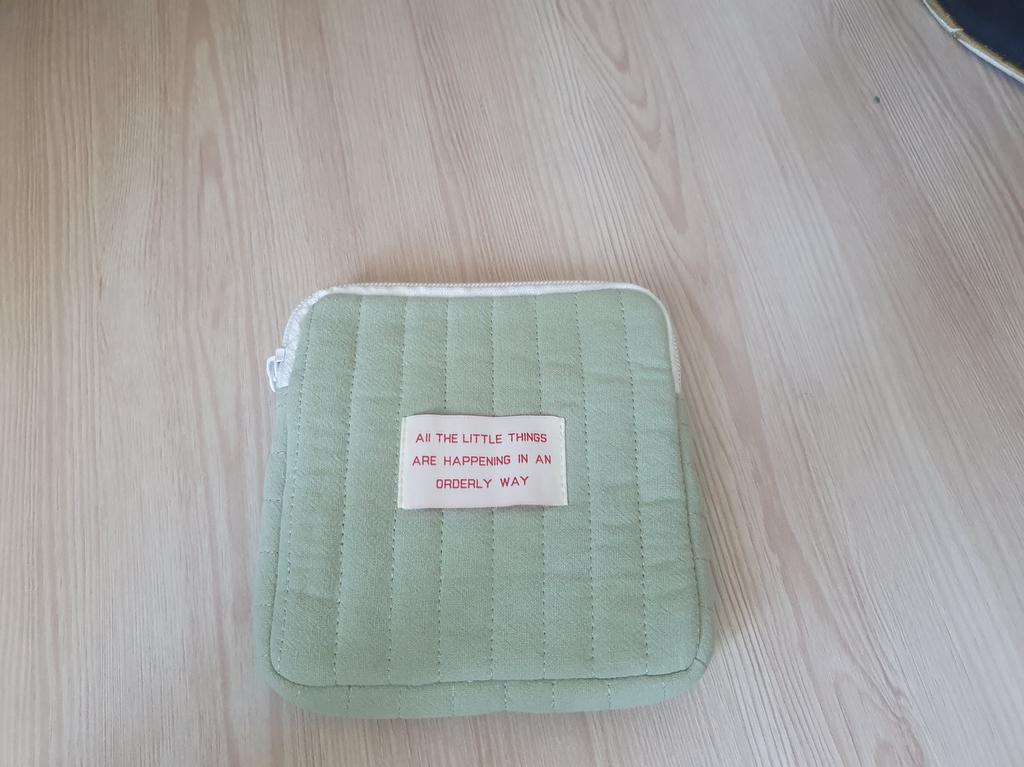 All THE LITTLE THINGS
ARE HAPPENING IN AN
ORDERLY WAY